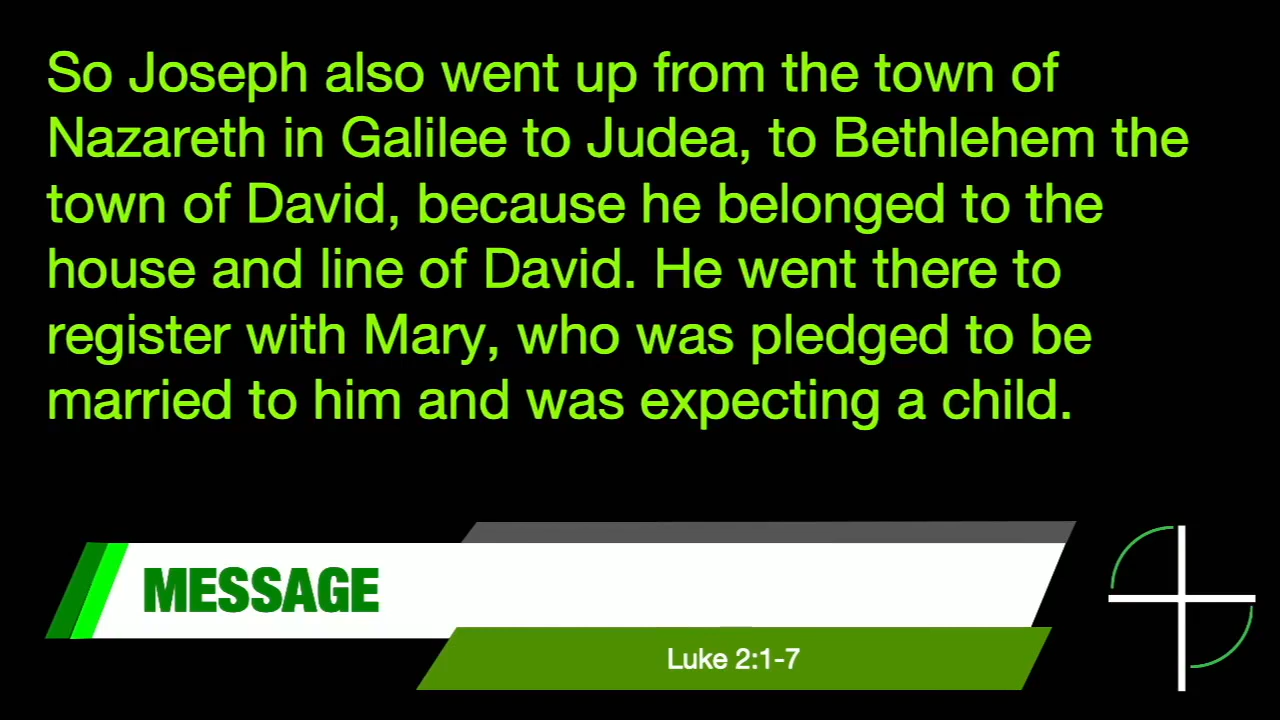 So Joseph also went up from the town of
Nazareth in Galilee to Judea, to Bethlehem the
town of David, because he belonged to the
house and line of David. He went there to
register with Mary, who was pledged to be
married to him and was expecting a child.
MESSAGE
Luke 2:1-7